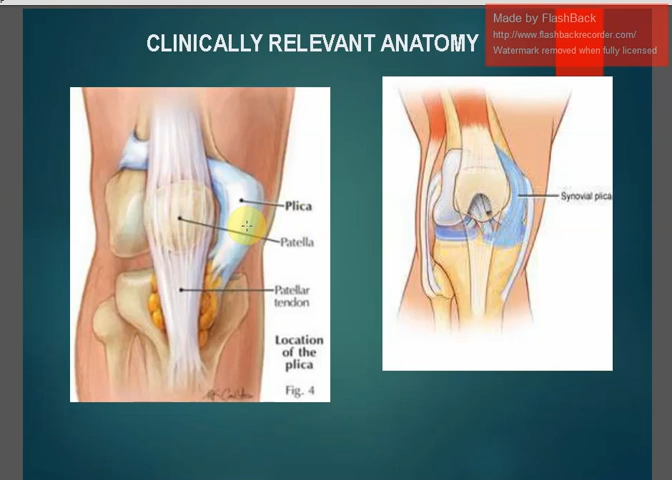 CLINICALLY RELEVANT ANATOMY
Made by FlashBack
http://www.flashbackrecorder.com/
Watermark removed when fully licensed
Plica
Patella
Patellar
tendon
Location
of the
plica
Fig. 4
Synovial plica